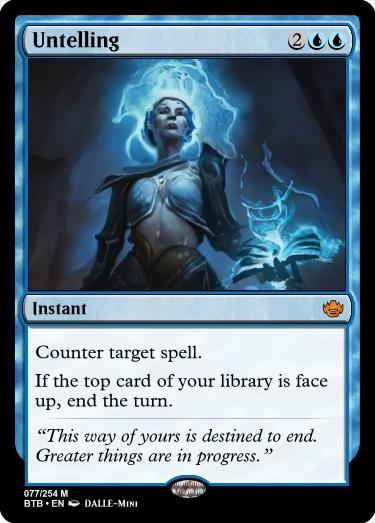 Untelling 2
Instant
Counter target spell.
If the top card of your library is face
up, end the turn.
“This way of yours is destined to end.
Greater things are in progress.”
077/254 M
BTB • EN DALLE-Mini